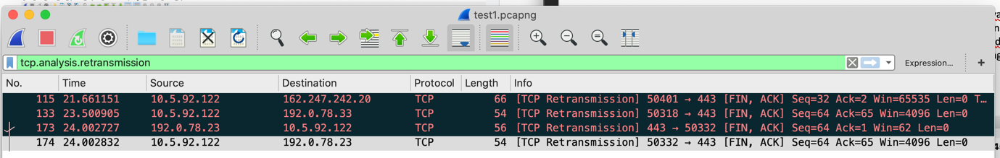 test1.pcapng
tcp.analysis.retransmission Expression... +
No. Time Source Destination Protocol Length Info
115 21.661151 10.5.92.122 162.247.242.20 TCP 66 [TCP Retransmission] 50401 → 443 [FIN, ACK] Seq=32 Ack=2 Win=65535 Len=0 T…
133 23.500905 10.5.92.122 192.0.78.33 TCP 54 [TCP Retransmission] 50318 → 443 [FIN, ACK] Seq=64 Ack=65 Win=4096 Len=0
173 24.002727 192.0.78.23 10.5.92.122 TCP 56 [TCP Retransmission] 443 → 50332 [FIN, ACK] Seq=64 Ack=1 Win=62 Len=0
174 24.002832 10.5.92.122 192.0.78.23 TCP 54 [TCP Retransmission] 50332 → 443 [FIN, ACK] Seq=64 Ack=65 Win=4096 Len=0